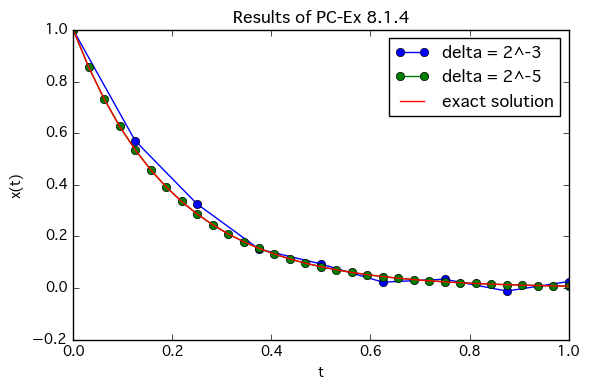 Results of PC-Ex 8.1.4
delta = 2^-3
delta = 2^-5
exact solution
1.0
0.8
0.6
0.4
0.2
0.0
−0.2
x(t)
0.0 0.2 0.4 0.6 0.8 1.0
t